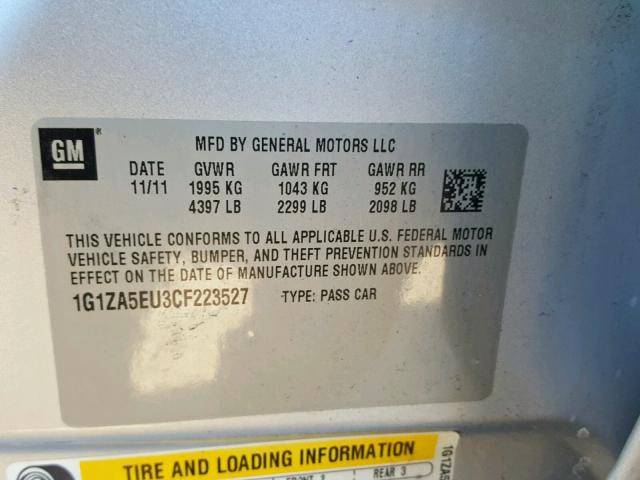 GM ®
MFD BY GENERAL MOTORS LLC
DATE GVWR GAWR FRT GAWR RR
11/11 1995 KG 1043 KG 952 KG
4397 LB 2299 LB 2098 LB
THIS VEHICLE CONFORMS TO ALL APPLICABLE U.S. FEDERAL MOTOR
VEHICLE SAFETY, BUMPER, AND THEFT PREVENTION STANDARDS IN
EFFECT ON THE DATE OF MANUFACTURE SHOWN ABOVE.
1G1ZA5EU3CF223527 TYPE: PASS CAR
TIRE AND LOADING INFORMATION
REAR 3
1G1ZA5